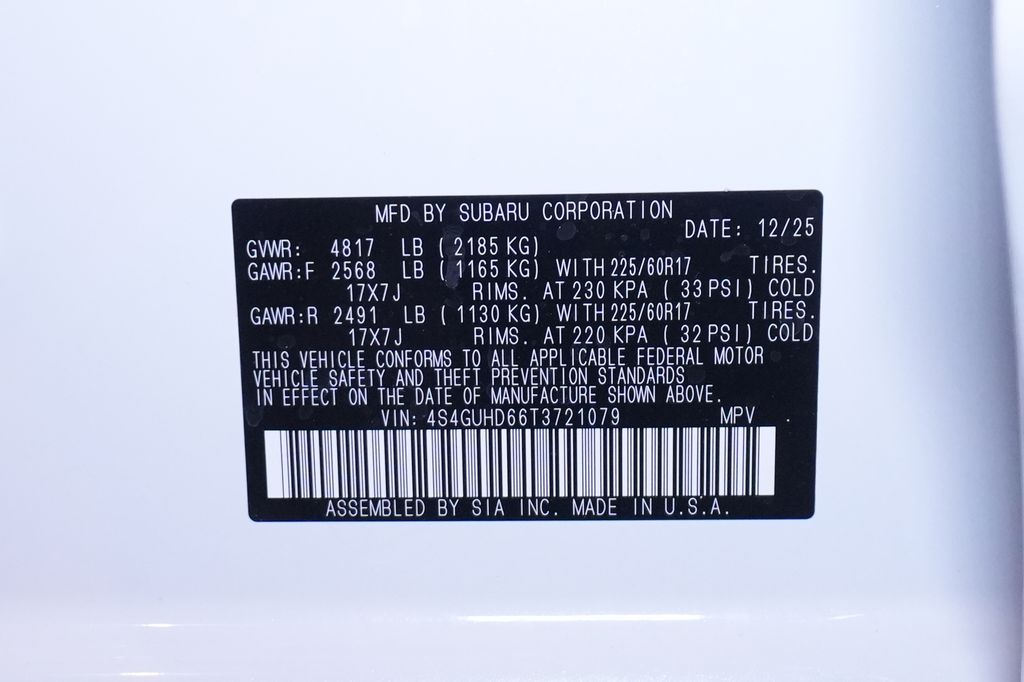 MFD BY SUBARU CORPORATION
DATE: 12/25
GVWR: 4817 LB (2185 KG)
GAWR:F 2568 LB (1165 KG) WITH 225/60R17 TIRES.
17X7J RIMS. AT 230 KPA (33 PSI) COLD
GAWR:R 2491 LB (1130 KG) WITH 225/60R17 TIRES.
17X7J RIMS. AT 220 KPA (32 PSI) COLD
THIS VEHICLE CONFORMS TO ALL APPLICABLE FEDERAL MOTOR
VEHICLE SAFETY AND THEFT PREVENTION STANDARDS
IN EFFECT ON THE DATE OF MANUFACTURE SHOWN ABOVE.
VIN: 4S4GUHD66T3721079 MPV .
ASSEMBLED BY SIA INC. MADE IN U.S.A.